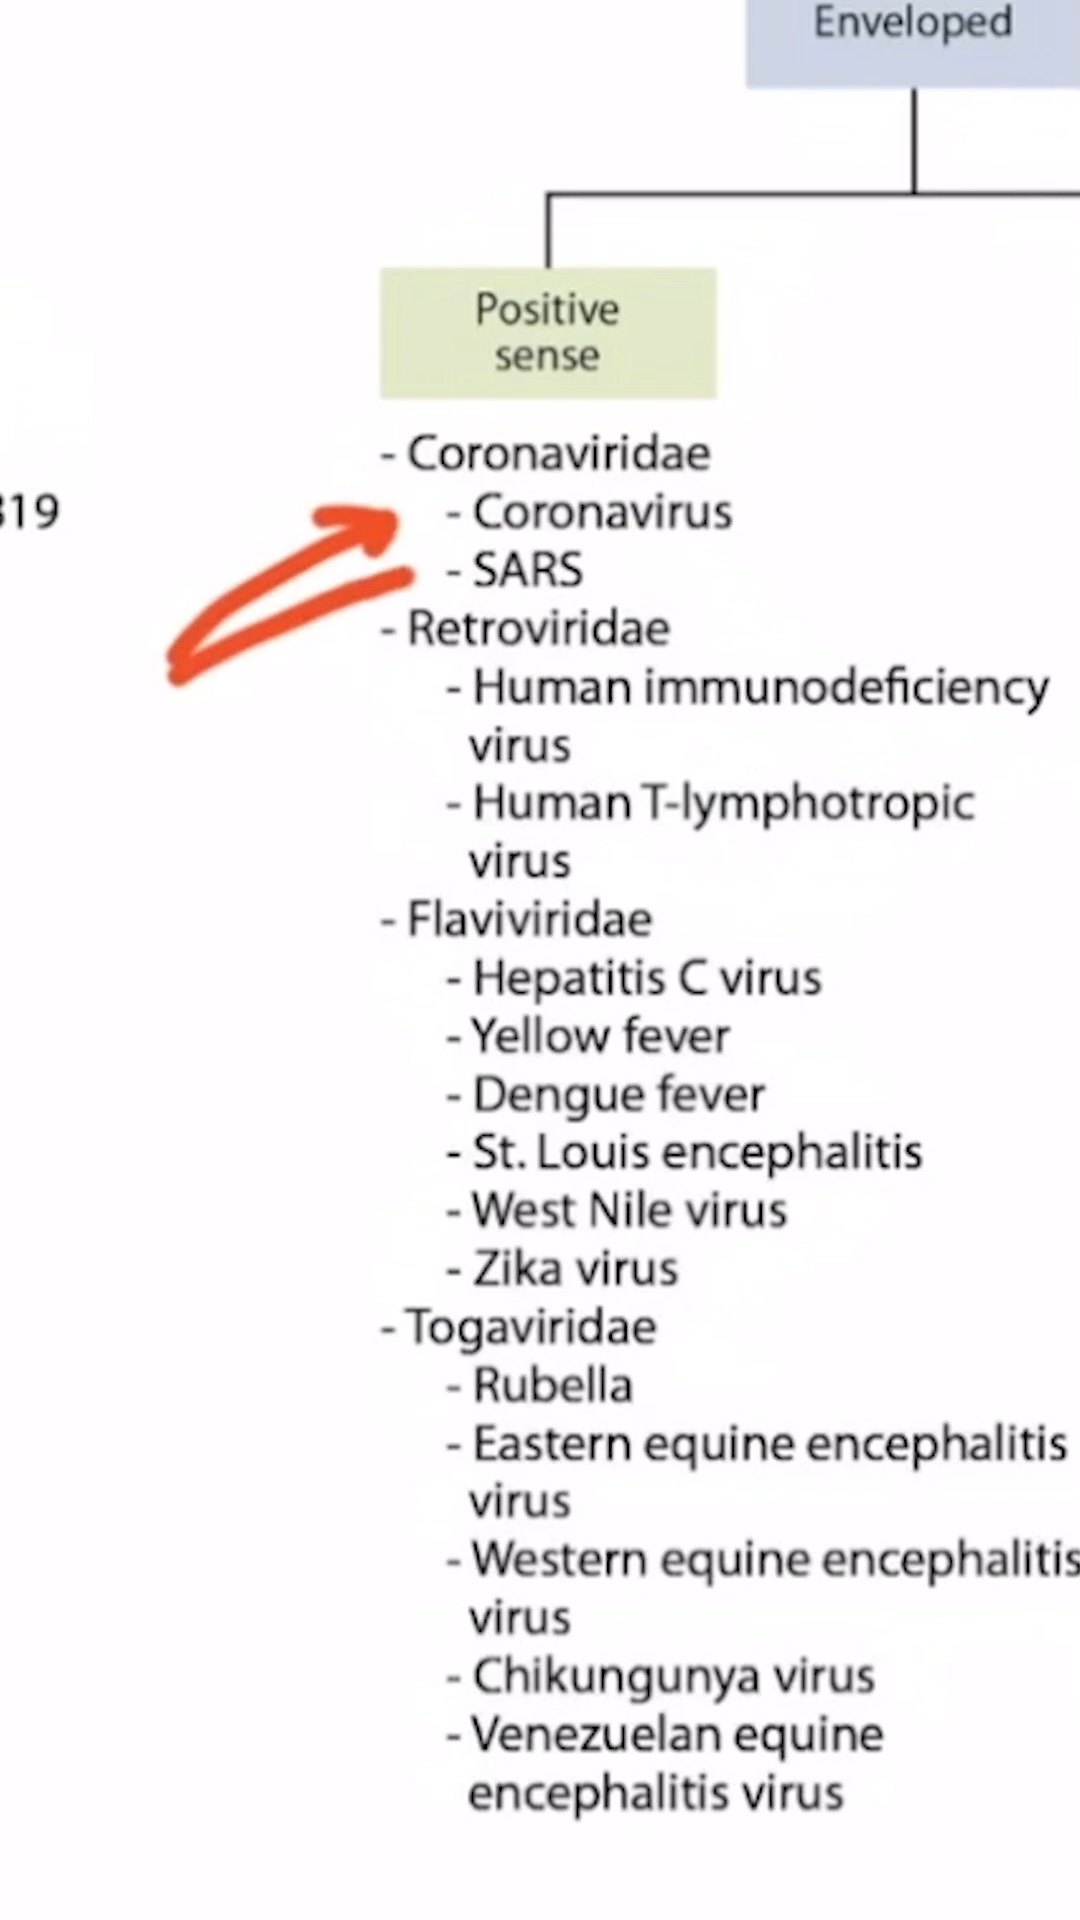 Enveloped
Positive
sense
- Coronaviridae
319
- Coronavirus
- SARS
- Retroviridae
- Human immunodeficiency
virus
- Human T-lymphotropic
virus
- Flaviviridae
- Hepatitis C virus
- Yellow fever
- Dengue fever
- St. Louis encephalitis
- West Nile virus
- Zika virus
- Togaviridae
- Rubella
- Eastern equine encephalitis
virus
- Western equine encephalitis
virus
- Chikungunya virus
- Venezuelan equine
encephalitis virus